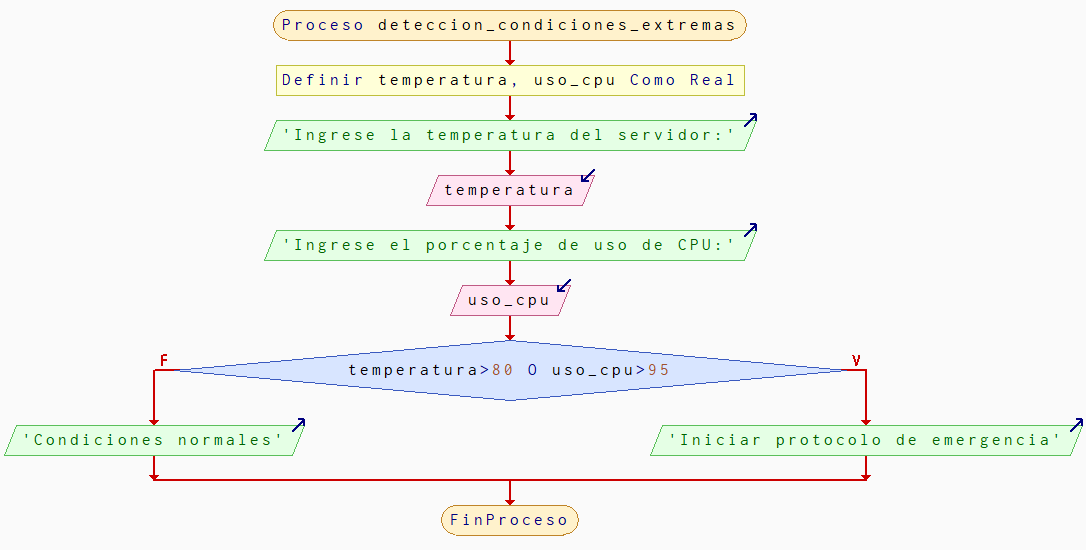 Proceso deteccion_condiciones_extremas
Definir temperatura, uso_cpu Como Real
'Ingrese la temperatura del servidor:'
temperatura
'Ingrese el porcentaje de uso de CPU:'
uso_cpu
F
V
temperatura>80 O uso_cpu>95
'Condiciones normales'
'Iniciar protocolo de emergencia'
FinProceso